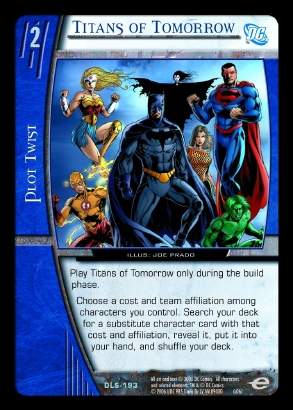 2
TITANS OF TOMORROW
DC
PLOT TWIST
ILLUS: JOE PRADO
Play Titans of Tomorrow only during the build
phase.
Choose a cost and team affiliation among
characters you control. Search your deck
for a substitute character card with that
cost and affiliation, reveal it, put it into
your hand, and shuffle your deck.
DLS-193